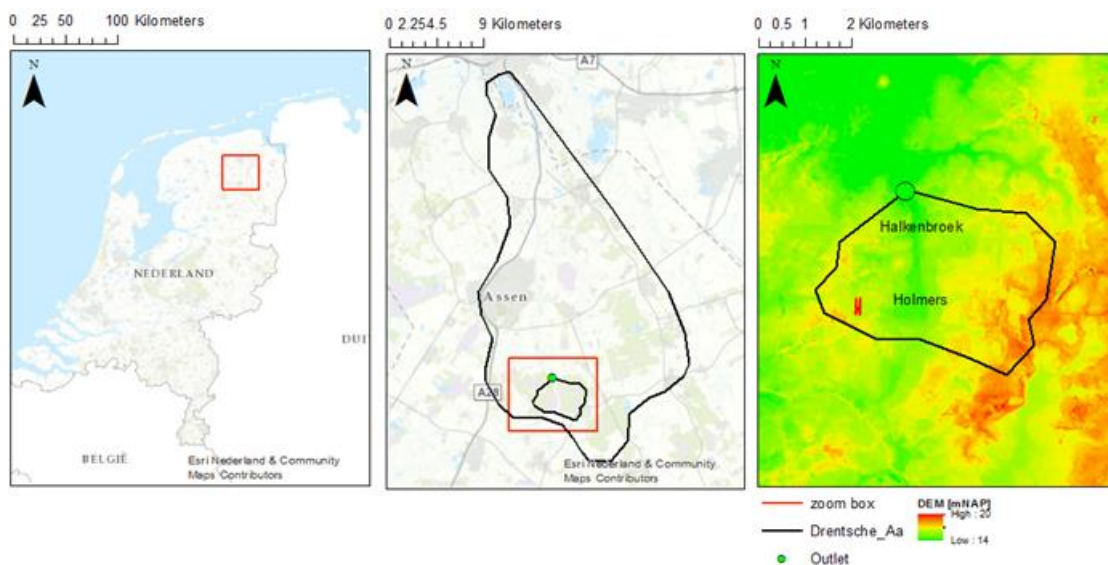 0 25 50 100 Kilometers
N
NEDERLAND
DUI
BELGIË
Esri Nederland & Community
Maps Contributors
0 2.254.5 9 Kilometers
N
A7
Assen
A28
Esri Nederland & Community
Maps Contributors
0 0.5 1 2 Kilometers
N
Halkenbroek
Holmers
zoom box
Drentsche_Aa
Outlet
DEM [mNAP]
High : 20
Low : 14